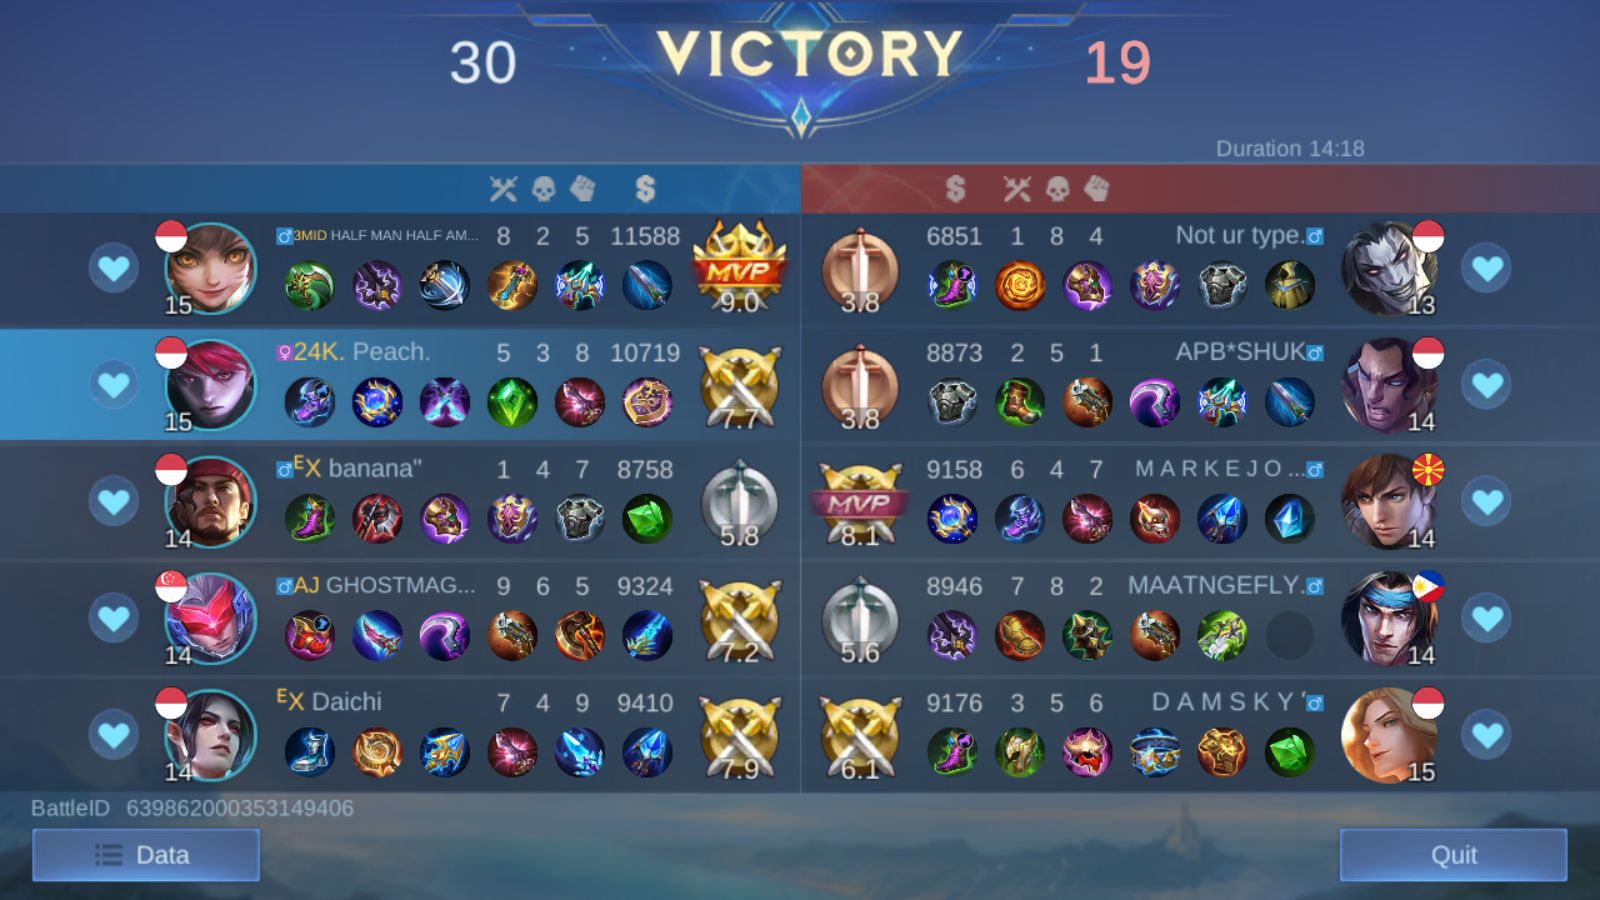 30 VICTORY 19
Duration 14:18
3MID HALF MAN HALF AM... 8 2 5 11588
15
MVP 9.0
3.8 6851 1 8 4 Not ur type.
13
24K. Peach. 5 3 8 10719
15
7.7
3.8 8873 2 5 1 APB*SHUK
14
EX banana" 1 4 7 8758
14
5.8
MVP 8.1 9158 6 4 7 M A R K E J O ...
14
AJ GHOSTMAG... 9 6 5 9324
14
7.2
5.6 8946 7 8 2 MAATNGEFLY.
14
EX Daichi 7 4 9 9410
14
7.9
6.1 9176 3 5 6 D A M S K Y '
15
BattleID 639862000353149406
Data
Quit